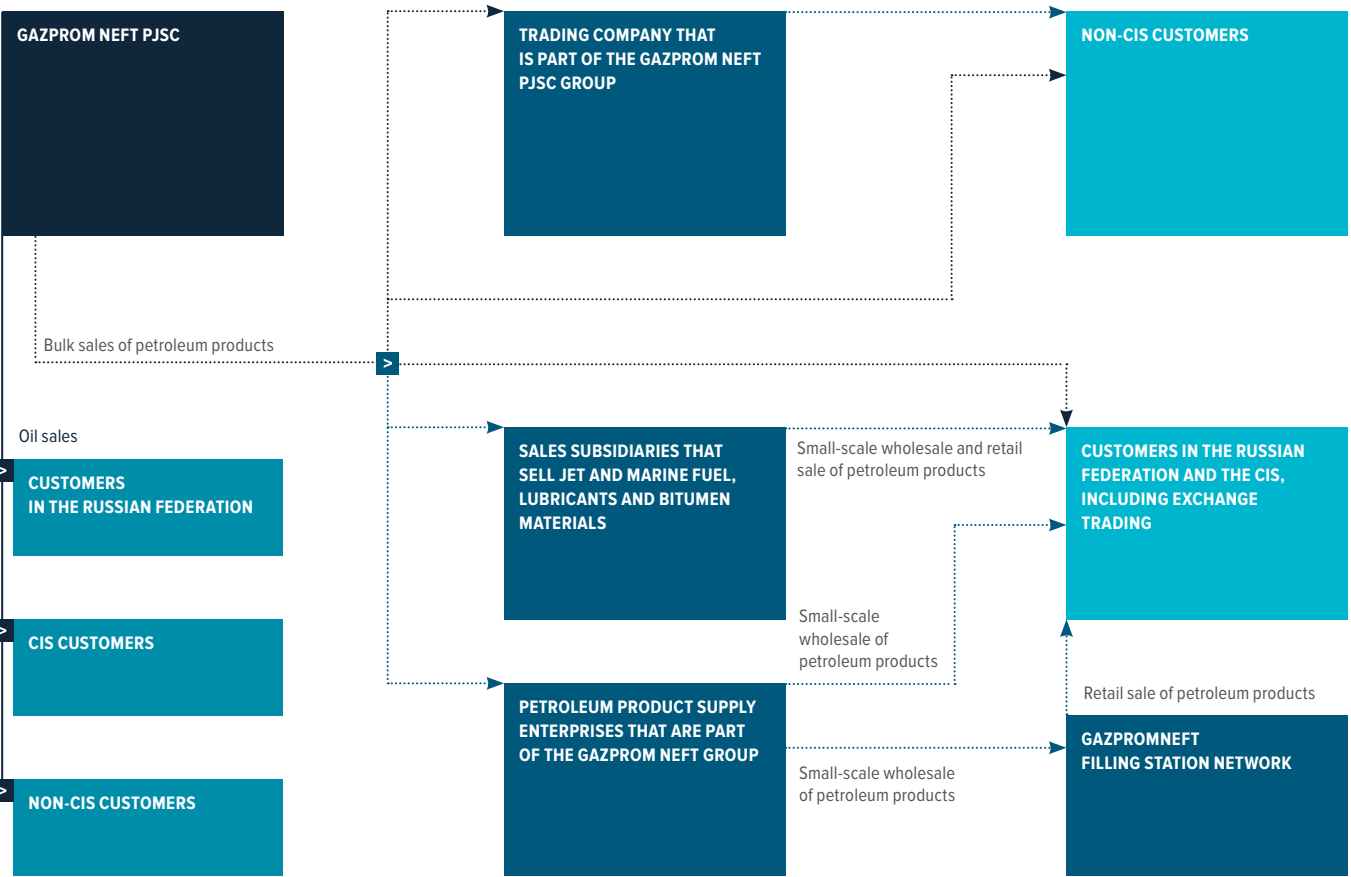 GAZPROM NEFT PJSC
TRADING COMPANY THAT
IS PART OF THE GAZPROM NEFT
PJSC GROUP
NON-CIS CUSTOMERS
Bulk sales of petroleum products
>
Oil sales
>
CUSTOMERS
IN THE RUSSIAN FEDERATION
>
CIS CUSTOMERS
>
NON-CIS CUSTOMERS
SALES SUBSIDIARIES THAT
SELL JET AND MARINE FUEL,
LUBRICANTS AND BITUMEN
MATERIALS
Small-scale wholesale and retail
sale of petroleum products
CUSTOMERS IN THE RUSSIAN
FEDERATION AND THE CIS,
INCLUDING EXCHANGE
TRADING
Small-scale
wholesale of
petroleum products
PETROLEUM PRODUCT SUPPLY
ENTERPRISES THAT ARE PART
OF THE GAZPROM NEFT GROUP
Small-scale wholesale
of petroleum products
Retail sale of petroleum products
GAZPROMNEFT
FILLING STATION NETWORK